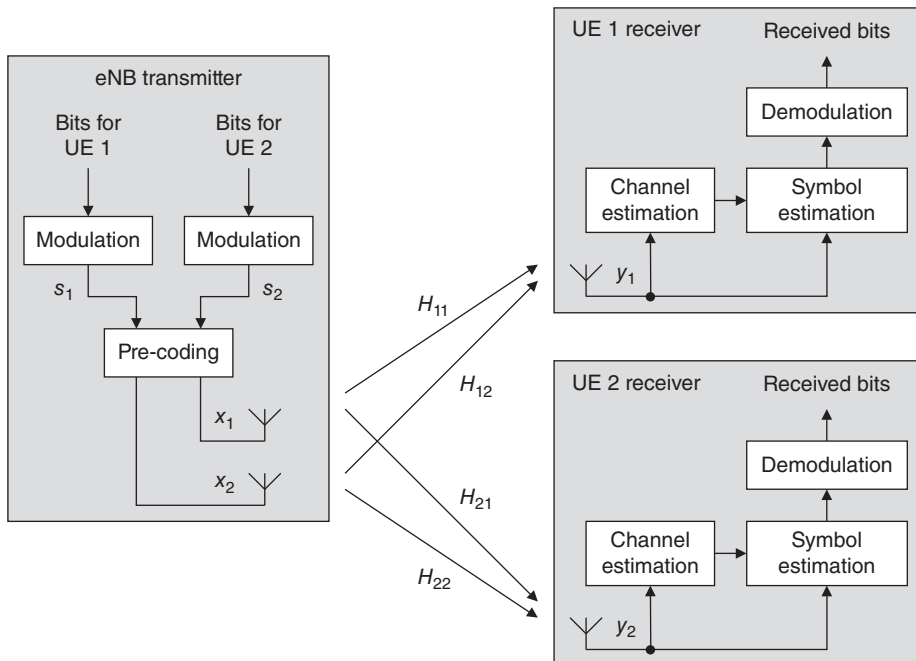 eNB transmitter
Bits for
UE 1
Bits for
UE 2
Modulation
Modulation
s1
s2
Pre-coding
x1
x2
H11
H12
H21
H22
UE 1 receiver
Received bits
Demodulation
Channel
estimation
Symbol
estimation
y1
UE 2 receiver
Received bits
Demodulation
Channel
estimation
Symbol
estimation
y2